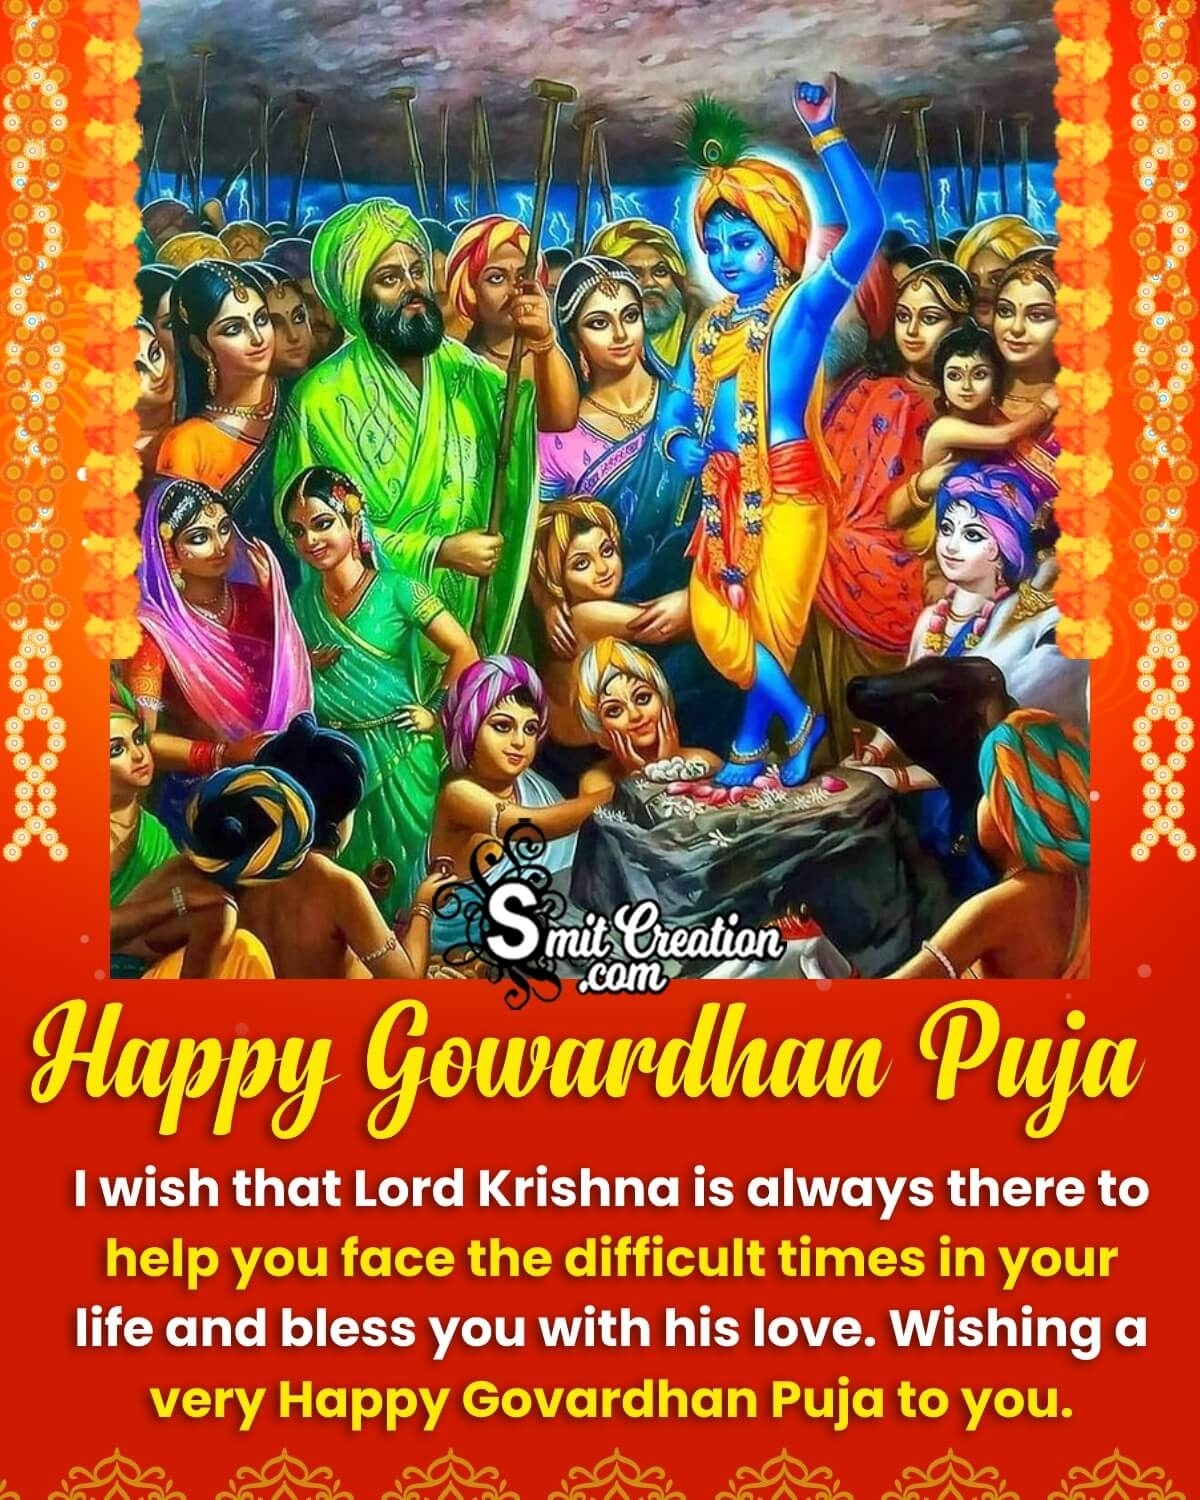 Smit Creation
.com
Happy Gowardhan Puja
I wish that Lord Krishna is always there to
help you face the difficult times in your
life and bless you with his love. Wishing a
very Happy Govardhan Puja to you.